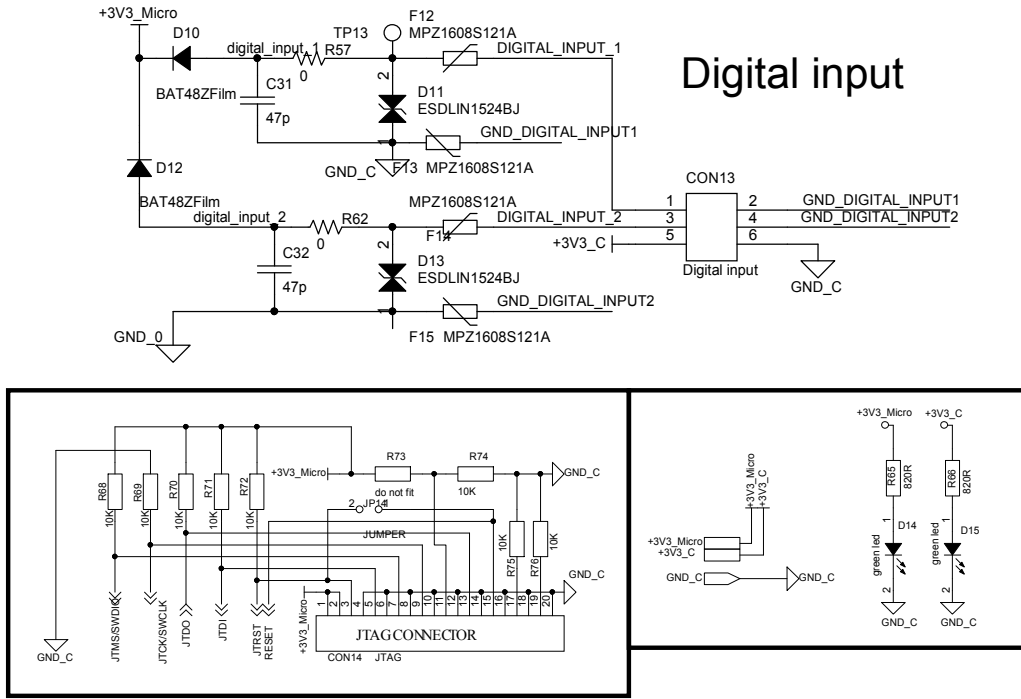 +3V3_Micro
D10
digital_input_1
R57
0
TP13
F12
MPZ1608S121A
DIGITAL_INPUT_1
Digital input
BAT48ZFilm
C31
47p
2
D11
ESDLIN1524BJ
1
GND_DIGITAL_INPUT1
GND_C
F13 MPZ1608S121A
D12
BAT48ZFilm
digital_input_2
R62
0
MPZ1608S121A
DIGITAL_INPUT_2
F14
CON13
1
2
GND_DIGITAL_INPUT1
3
4
GND_DIGITAL_INPUT2
+3V3_C
5
6
Digital input
GND_C
C32
47p
2
D13
ESDLIN1524BJ
1
GND_DIGITAL_INPUT2
GND_0
F15 MPZ1608S121A
+3V3_Micro
R73
do not fit
R74
10K
GND_C
R68
10K
R69
10K
R70
10K
R71
10K
R72
10K
2
JP14
1
JUMPER
10K
R75
10K
R76
GND_C
JTMS/SWDIO
JTCK/SWCLK
JTDO
JTDI
JTRST
RESET
+3V3_Micro
1 2 3 4 5 6 7 8 9 10 11 12 13 14 15 16 17 18 19 20
JTAG CONNECTOR
CON14
JTAG
GND_C
+3V3_Micro
+3V3_C
+3V3_Micro
+3V3_C
GND_C
GND_C
+3V3_Micro
+3V3_C
R65
820R
R66
820R
1
D14
green led
2
GND_C
1
D15
green led
2
GND_C